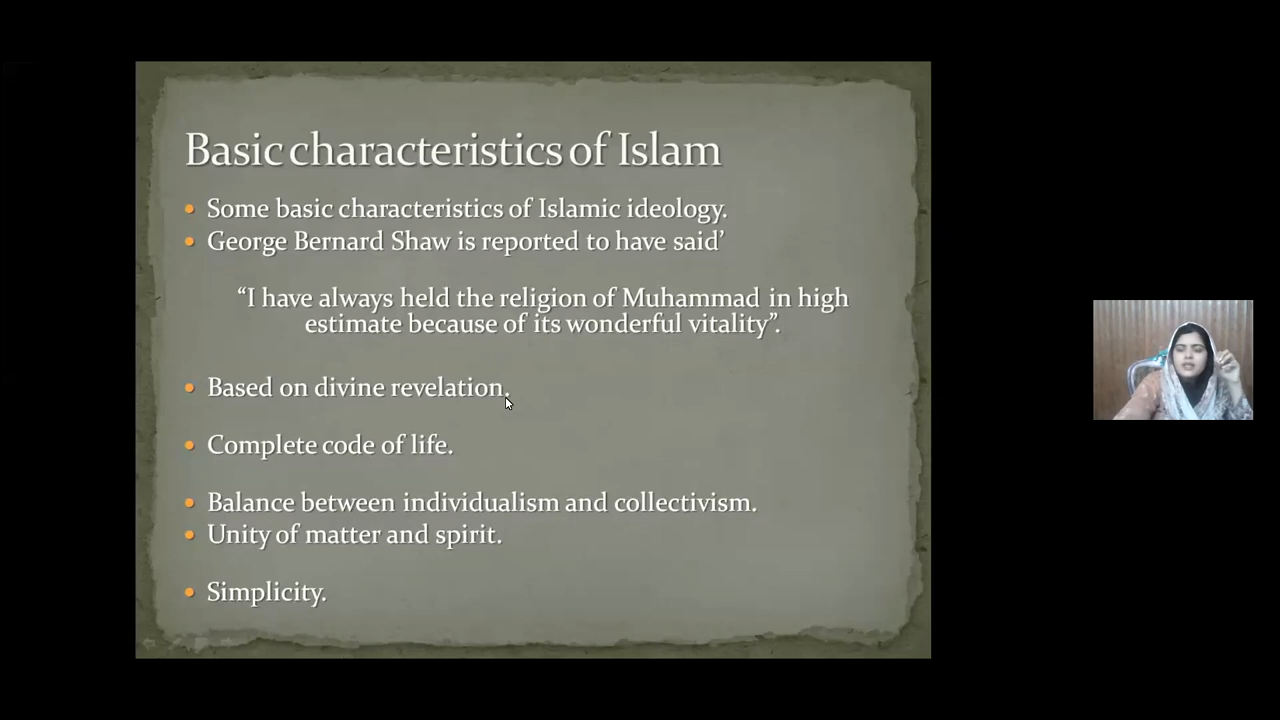 Basic characteristics of Islam
• Some basic characteristics of Islamic ideology.
• George Bernard Shaw is reported to have said’
“I have always held the religion of Muhammad in high
estimate because of its wonderful vitality”.
• Based on divine revelation.
• Complete code of life.
• Balance between individualism and collectivism.
• Unity of matter and spirit.
• Simplicity.